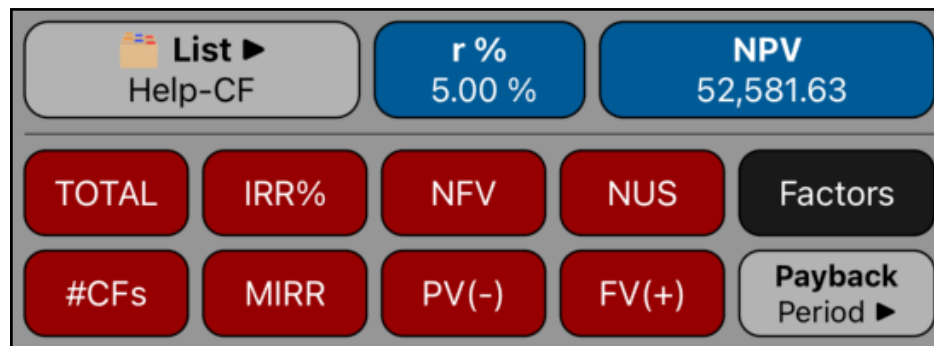 List ▶
Help-CF
r %
5.00 %
NPV
52,581.63
TOTAL
IRR%
NFV
NUS
Factors
#CFs
MIRR
PV(-)
FV(+)
Payback
Period ▶